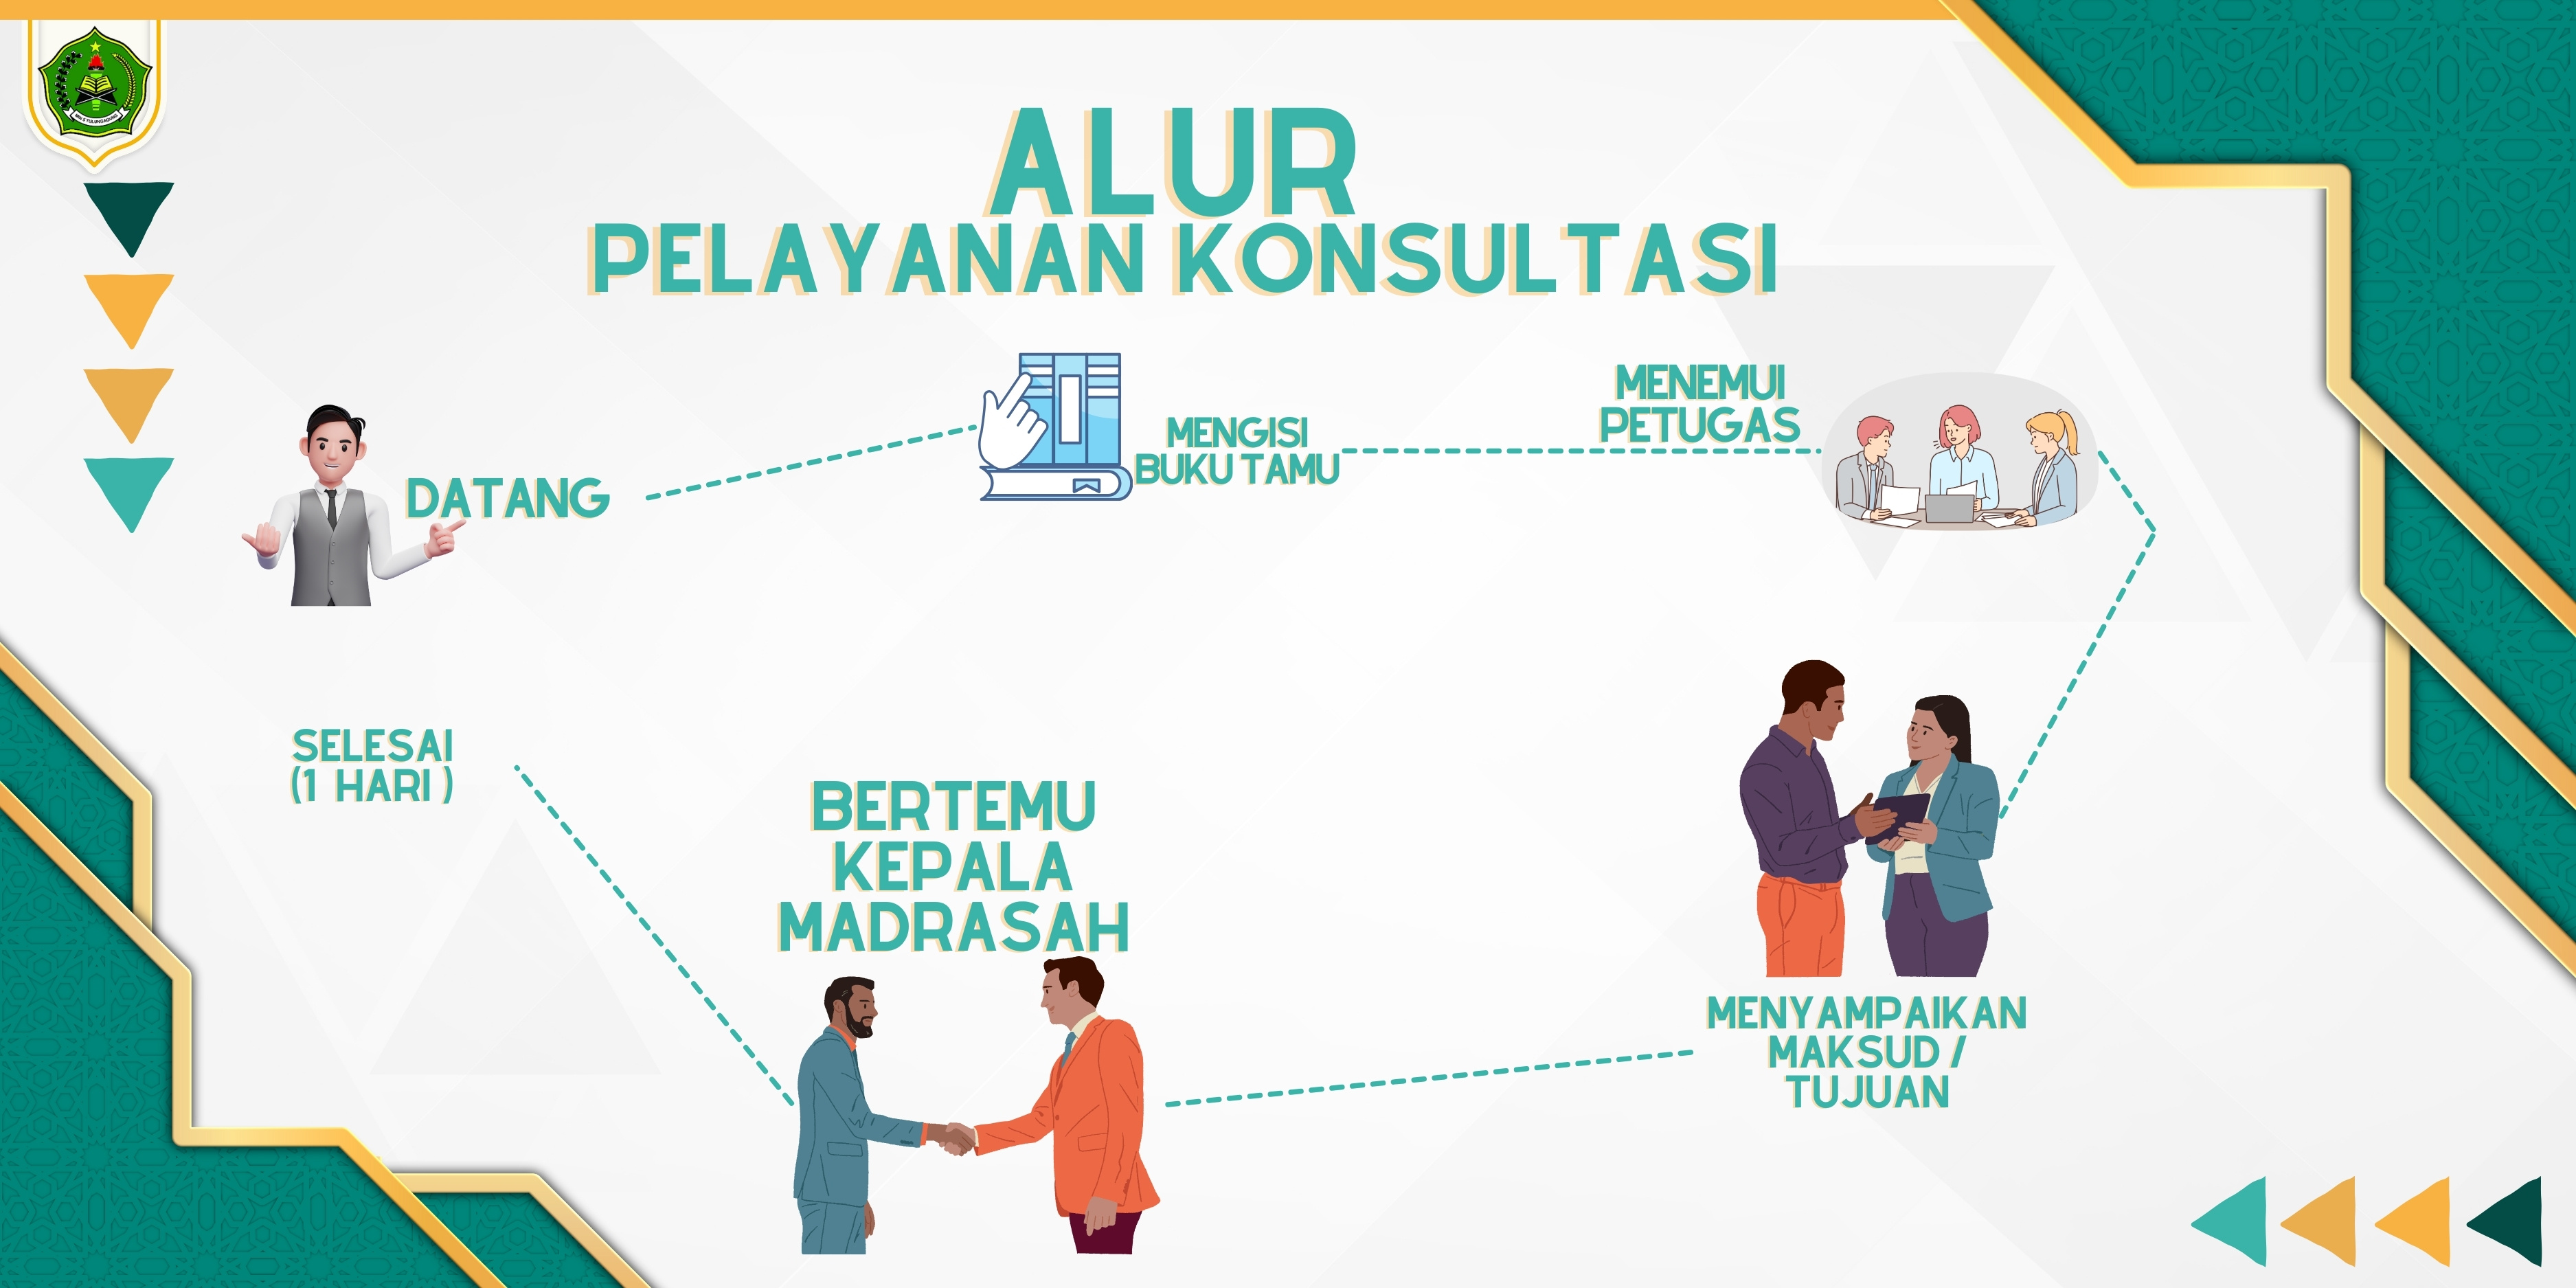 ALUR
PELAYANAN KONSULTASI
DATANG
MENGISI
BUKU TAMU
MENEMUI
PETUGAS
MENYAMPAIKAN
MAKSUD /
TUJUAN
BERTEMU
KEPALA
MADRASAH
SELESAI
(1 HARI )